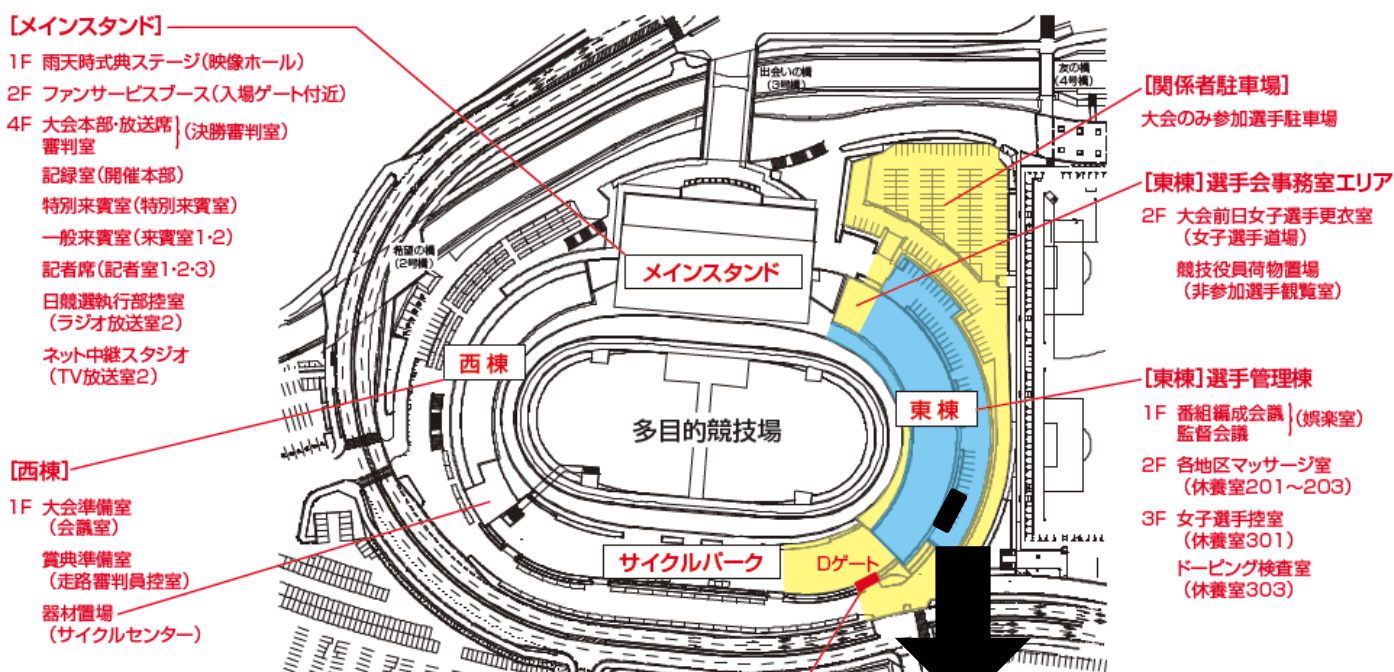 [メインスタンド]
1F 雨天時式典ステージ(映像ホール)
2F ファンサービスブース(入場ゲート付近)
4F 大会本部・放送席
審判室
}(決勝審判室)
記録室(開催本部)
特別来賓室(特別来賓室)
一般来賓室(来賓室1・2)
記者席(記者室1・2・3)
日競選執行部控室
(ラジオ放送室2)
ネット中継スタジオ
(TV放送室2)
[西棟]
1F 大会準備室
(会議室)
賞典準備室
(走路審判員控室)
器材置場
(サイクルセンター)
出会いの橋
(3号橋)
友の橋
(4号橋)
希望の橋
(2号橋)
メインスタンド
西棟
東棟
多目的競技場
サイクルパーク
Dゲート
[関係者駐車場]
大会のみ参加選手駐車場
[東棟]選手会事務室エリア
2F 大会前日女子選手更衣室
(女子選手道場)
競技役員荷物置場
(非参加選手観覧室)
[東棟]選手管理棟
1F 番組編成会議
監督会議
}(娯楽室)
2F 各地区マッサージ室
(休養室201〜203)
3F 女子選手控室
(休養室301)
ドーピング検査室
(休養室303)